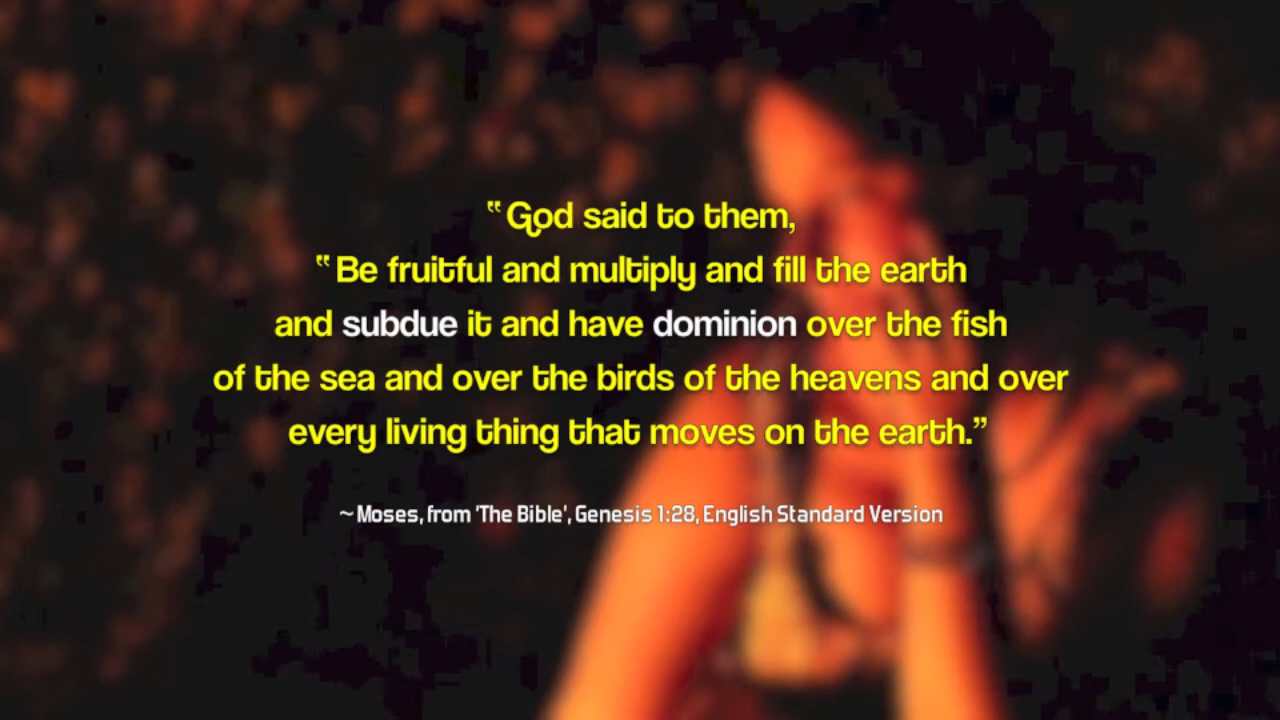 “God said to them,
“Be fruitful and multiply and fill the earth
and subdue it and have dominion over the fish
of the sea and over the birds of the heavens and over
every living thing that moves on the earth.”
~ Moses, from 'The Bible', Genesis 1:28, English Standard Version